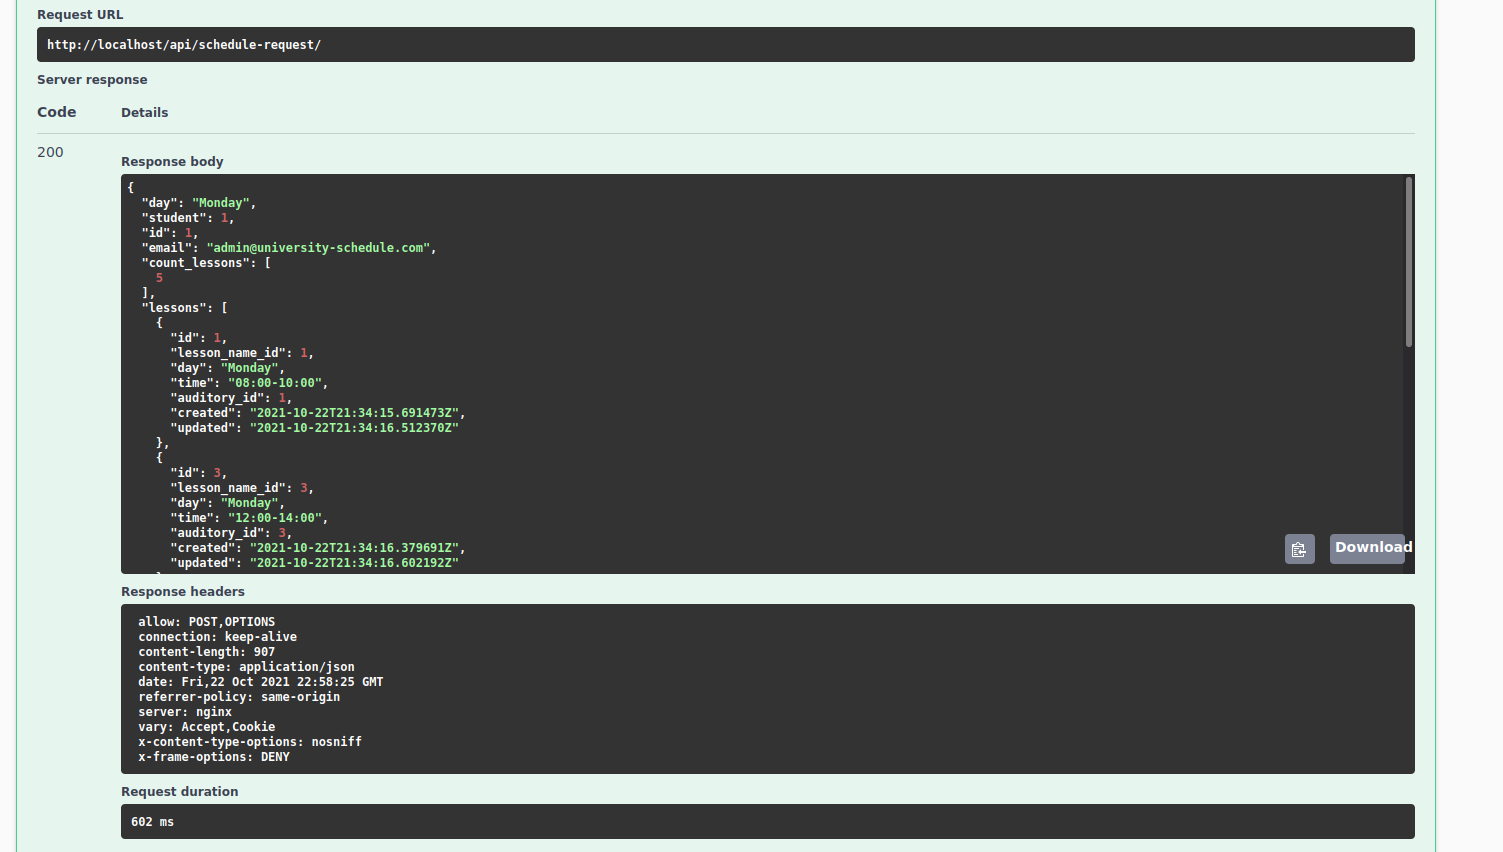 Request URL
http://localhost/api/schedule-request/
Server response
Code Details
200
Response body
{
  "day": "Monday",
  "student": 1,
  "id": 1,
  "email": "admin@university-schedule.com",
  "count_lessons": [
    5
  ],
  "lessons": [
    {
      "id": 1,
      "lesson_name_id": 1,
      "day": "Monday",
      "time": "08:00-10:00",
      "auditory_id": 1,
      "created": "2021-10-22T21:34:15.691473Z",
      "updated": "2021-10-22T21:34:16.512370Z"
    },
    {
      "id": 3,
      "lesson_name_id": 3,
      "day": "Monday",
      "time": "12:00-14:00",
      "auditory_id": 3,
      "created": "2021-10-22T21:34:16.379691Z",
      "updated": "2021-10-22T21:34:16.602192Z"
Download
Response headers
allow: POST,OPTIONS
connection: keep-alive
content-length: 907
content-type: application/json
date: Fri,22 Oct 2021 22:58:25 GMT
referrer-policy: same-origin
server: nginx
vary: Accept,Cookie
x-content-type-options: nosniff
x-frame-options: DENY
Request duration
602 ms